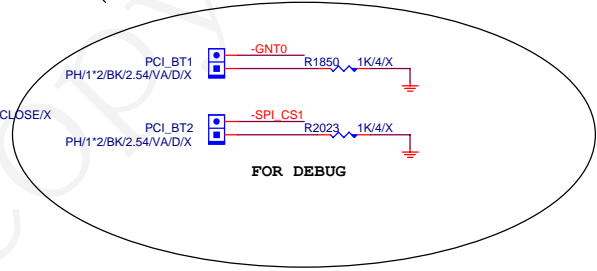 -GNT0
PCI_BT1 R1850 1K/4/X
PH/1*2/BK/2.54/VA/D/X
CLOSE/X
-SPI_CS1
PCI_BT2 R2023 1K/4/X
PH/1*2/BK/2.54/VA/D/X
FOR DEBUG